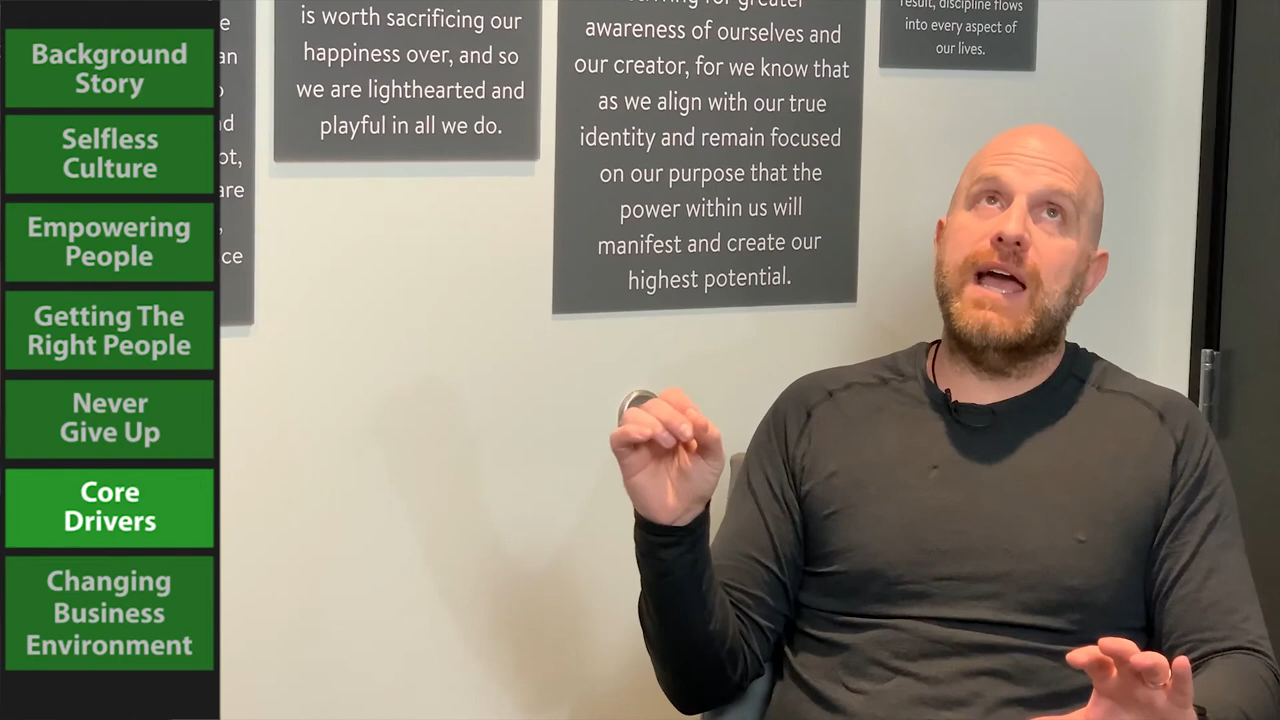 Background
Story
Selfless
Culture
Empowering
People
Getting The
Right People
Never
Give Up
Core
Drivers
Changing
Business
Environment
ce
is worth sacrificing our
happiness over, and so
we are lighthearted and
playful in all we do.
awareness of ourselves and
our creator, for we know that
as we align with our true
identity and remain focused
on our purpose that the
power within us will
manifest and create our
highest potential.
result, discipline flows
into every aspect of
our lives.